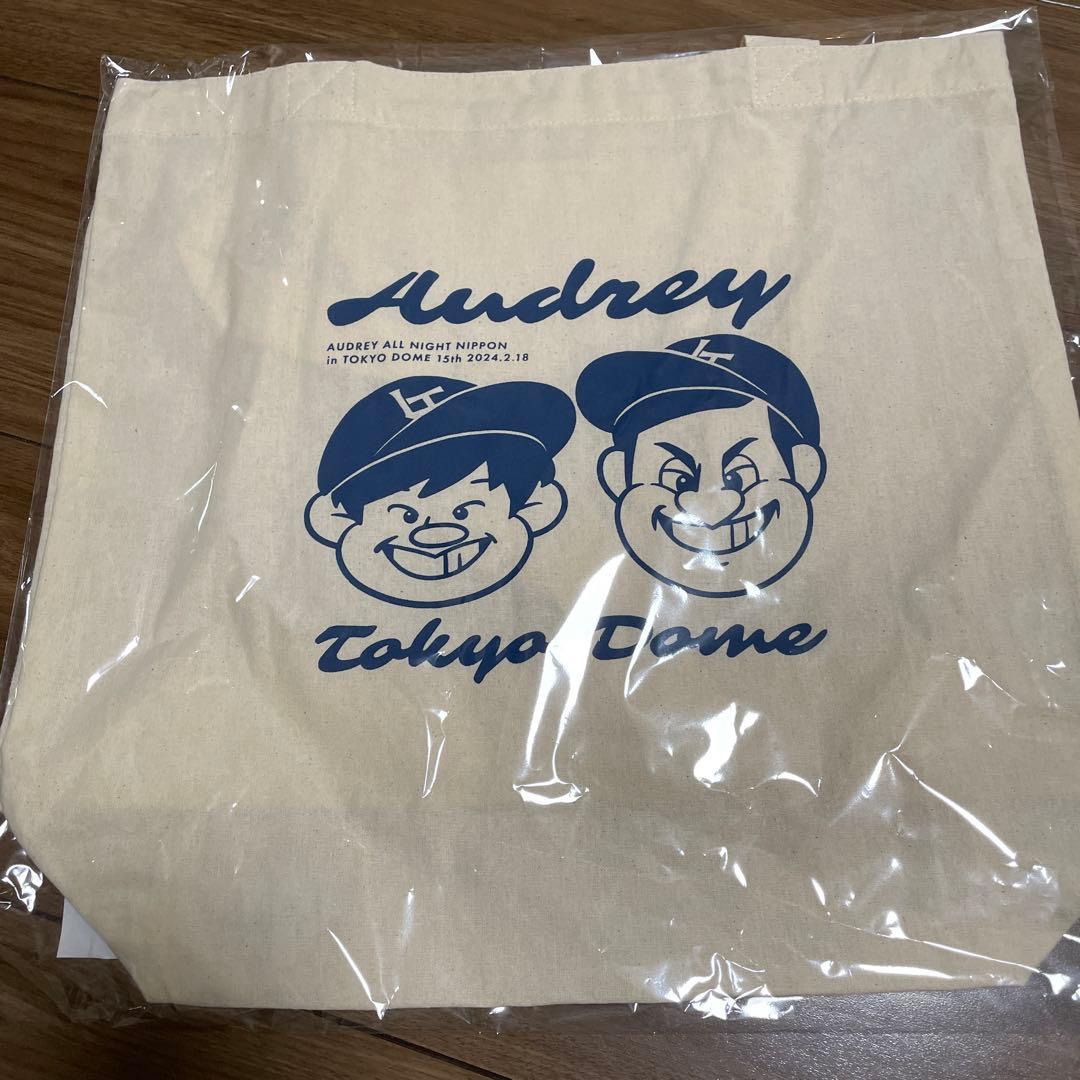 Audrey
AUDREY ALL NIGHT NIPPON
in TOKYO DOME 15th 2024.2.18
Tokyo Dome